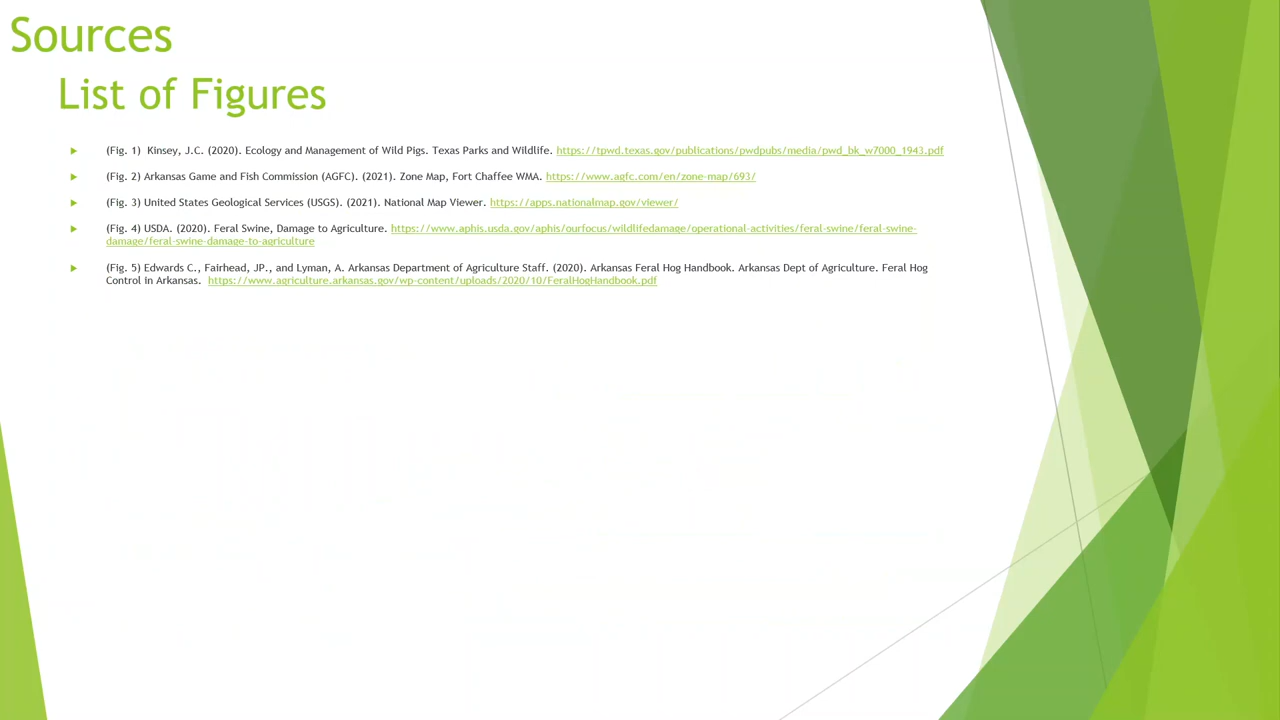 Sources
List of Figures
(Fig. 1) Kinsey, J.C. (2020). Ecology and Management of Wild Pigs. Texas Parks and Wildlife. https://tpwd.texas.gov/publications/pwdpubs/media/pwd_bk_w7000_1943.pdf
(Fig. 2) Arkansas Game and Fish Commission (AGFC). (2021). Zone Map, Fort Chaffee WMA. https://www.agfc.com/en/zone-map/693/
(Fig. 3) United States Geological Services (USGS). (2021). National Map Viewer. https://apps.nationalmap.gov/viewer/
(Fig. 4) USDA. (2020). Feral Swine, Damage to Agriculture. https://www.aphis.usda.gov/aphis/ourfocus/wildlifedamage/operational-activities/feral-swine/feral-swine-
damage/feral-swine-damage-to-agriculture
(Fig. 5) Edwards C., Fairhead, JP., and Lyman, A. Arkansas Department of Agriculture Staff. (2020). Arkansas Feral Hog Handbook. Arkansas Dept of Agriculture. Feral Hog
Control in Arkansas. https://www.agriculture.arkansas.gov/wp-content/uploads/2020/10/FeralHogHandbook.pdf